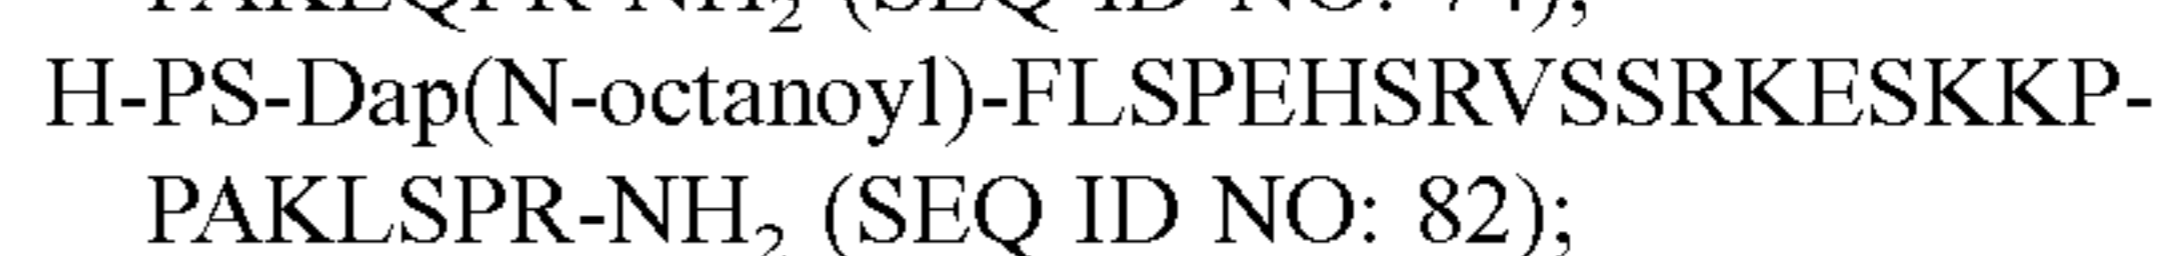 H-PS-Dap(N-octanoyl)-FLSPEHSRVSSRKESKKP-
PAKLSPR-NH₂ (SEQ ID NO: 82);